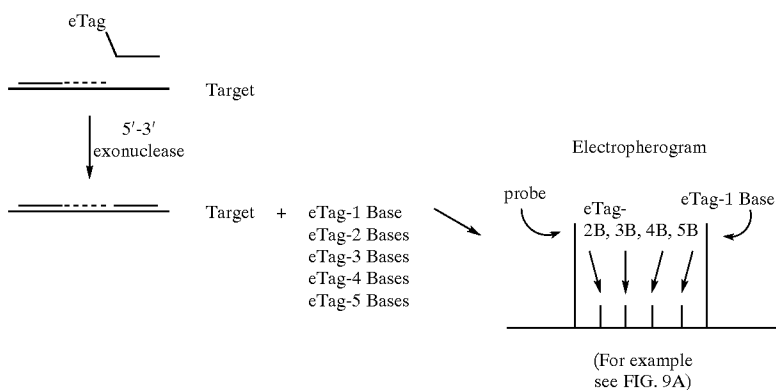 eTag
Target
5'-3'
exonuclease
Target + eTag-1 Base
eTag-2 Bases
eTag-3 Bases
eTag-4 Bases
eTag-5 Bases
Electropherogram
probe
eTag-
2B, 3B, 4B, 5B
eTag-1 Base
(For example
see FIG. 9A)